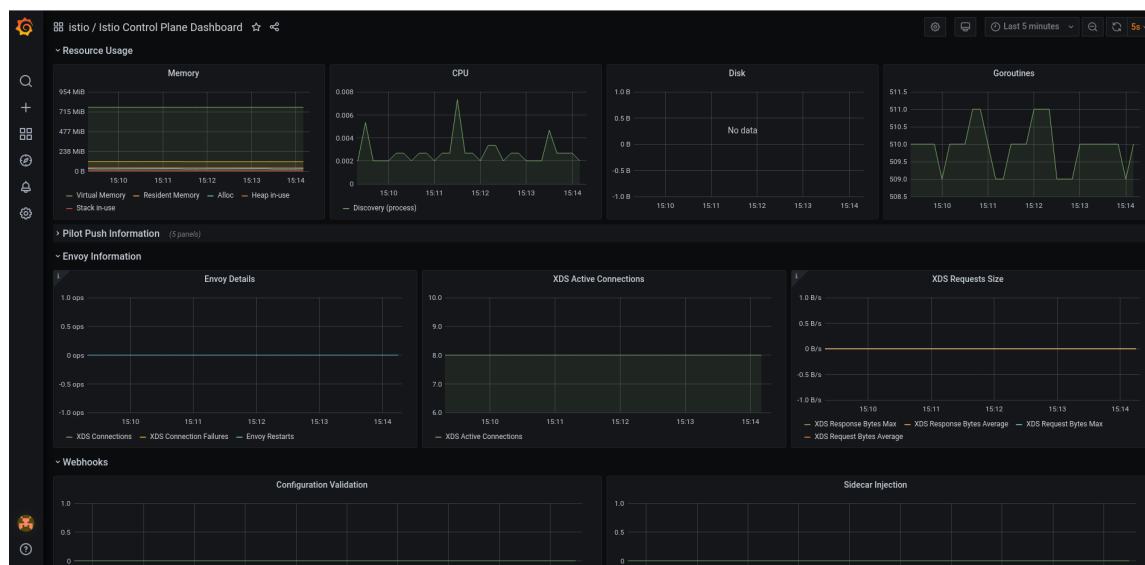 istio / Istio Control Plane Dashboard
Last 5 minutes
5s
Resource Usage
Memory
954 MiB
715 MiB
477 MiB
238 MiB
0 B
15:10 15:11 15:12 15:13 15:14
Virtual Memory Resident Memory Alloc Heap in-use
Stack in-use
CPU
0.008
0.006
0.004
0.002
0
15:10 15:11 15:12 15:13 15:14
Discovery (process)
Disk
1.0 B
0.5 B
0 B
-0.5 B
-1.0 B
No data
15:10 15:11 15:12 15:13 15:14
Goroutines
511.5
511.0
510.5
510.0
509.5
509.0
508.5
15:10 15:11 15:12 15:13 15:14
Pilot Push Information (5 panels)
Envoy Information
Envoy Details
1.0 ops
0.5 ops
0 ops
-0.5 ops
-1.0 ops
15:10 15:11 15:12 15:13 15:14
XDS Connections XDS Connection Failures Envoy Restarts
XDS Active Connections
10.0
9.0
8.0
7.0
6.0
15:10 15:11 15:12 15:13 15:14
XDS Active Connections
XDS Requests Size
1.0 B/s
0.5 B/s
0 B/s
-0.5 B/s
-1.0 B/s
15:10 15:11 15:12 15:13 15:14
XDS Response Bytes Max XDS Response Bytes Average XDS Request Bytes Max
XDS Request Bytes Average
Webhooks
Configuration Validation
1.0
0.5
0
Sidecar Injection
1.0
0.5
0